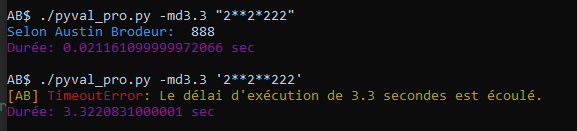 AB$ ./pyval_pro.py -md3.3 "2**2*222"
Selon Austin Brodeur:  888
Durée: 0.021161099999972066 sec
AB$ ./pyval_pro.py -md3.3 '2**2**222'
[AB] TimeoutError: Le délai d'exécution de 3.3 secondes est écoulé.
Durée: 3.3220831000001 sec